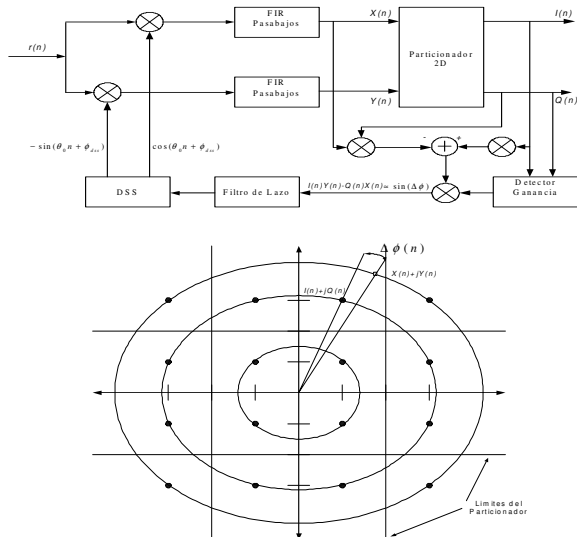 r(n)
FIR
Pasabajos
FIR
Pasabajos
X(n)
Y(n)
Particionador
2D
I(n)
Q(n)
− sin(θ₀n + ϕdss)
cos(θ₀n + ϕdss)
-
+
+
DSS
Filtro de Lazo
I(n)Y(n)-Q(n)X(n)= sin(Δϕ)
Detector
Ganancia
Δϕ(n)
X(n)+jY(n)
I(n)+jQ(n)
Limites del
Particionador